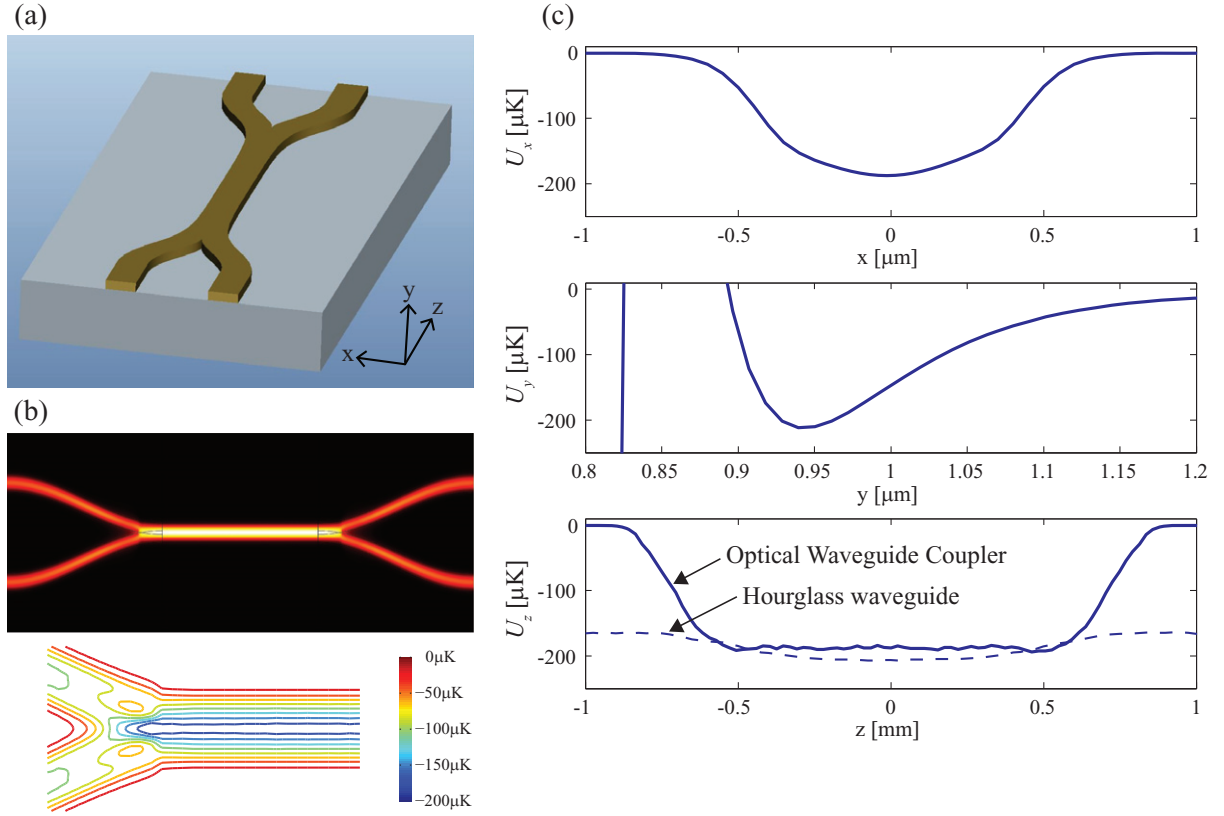 (a)
y
z
x
(b)
0μK
−50μK
−100μK
−150μK
−200μK
(c)
0
-100
-200
U_x [μK]
-1 -0.5 0 0.5 1
x [μm]
0
-100
-200
U_y [μK]
0.8 0.85 0.9 0.95 1 1.05 1.1 1.15 1.2
y [μm]
0
-100
-200
U_z [μK]
Optical Waveguide Coupler
Hourglass waveguide
-1 -0.5 0 0.5 1
z [mm]